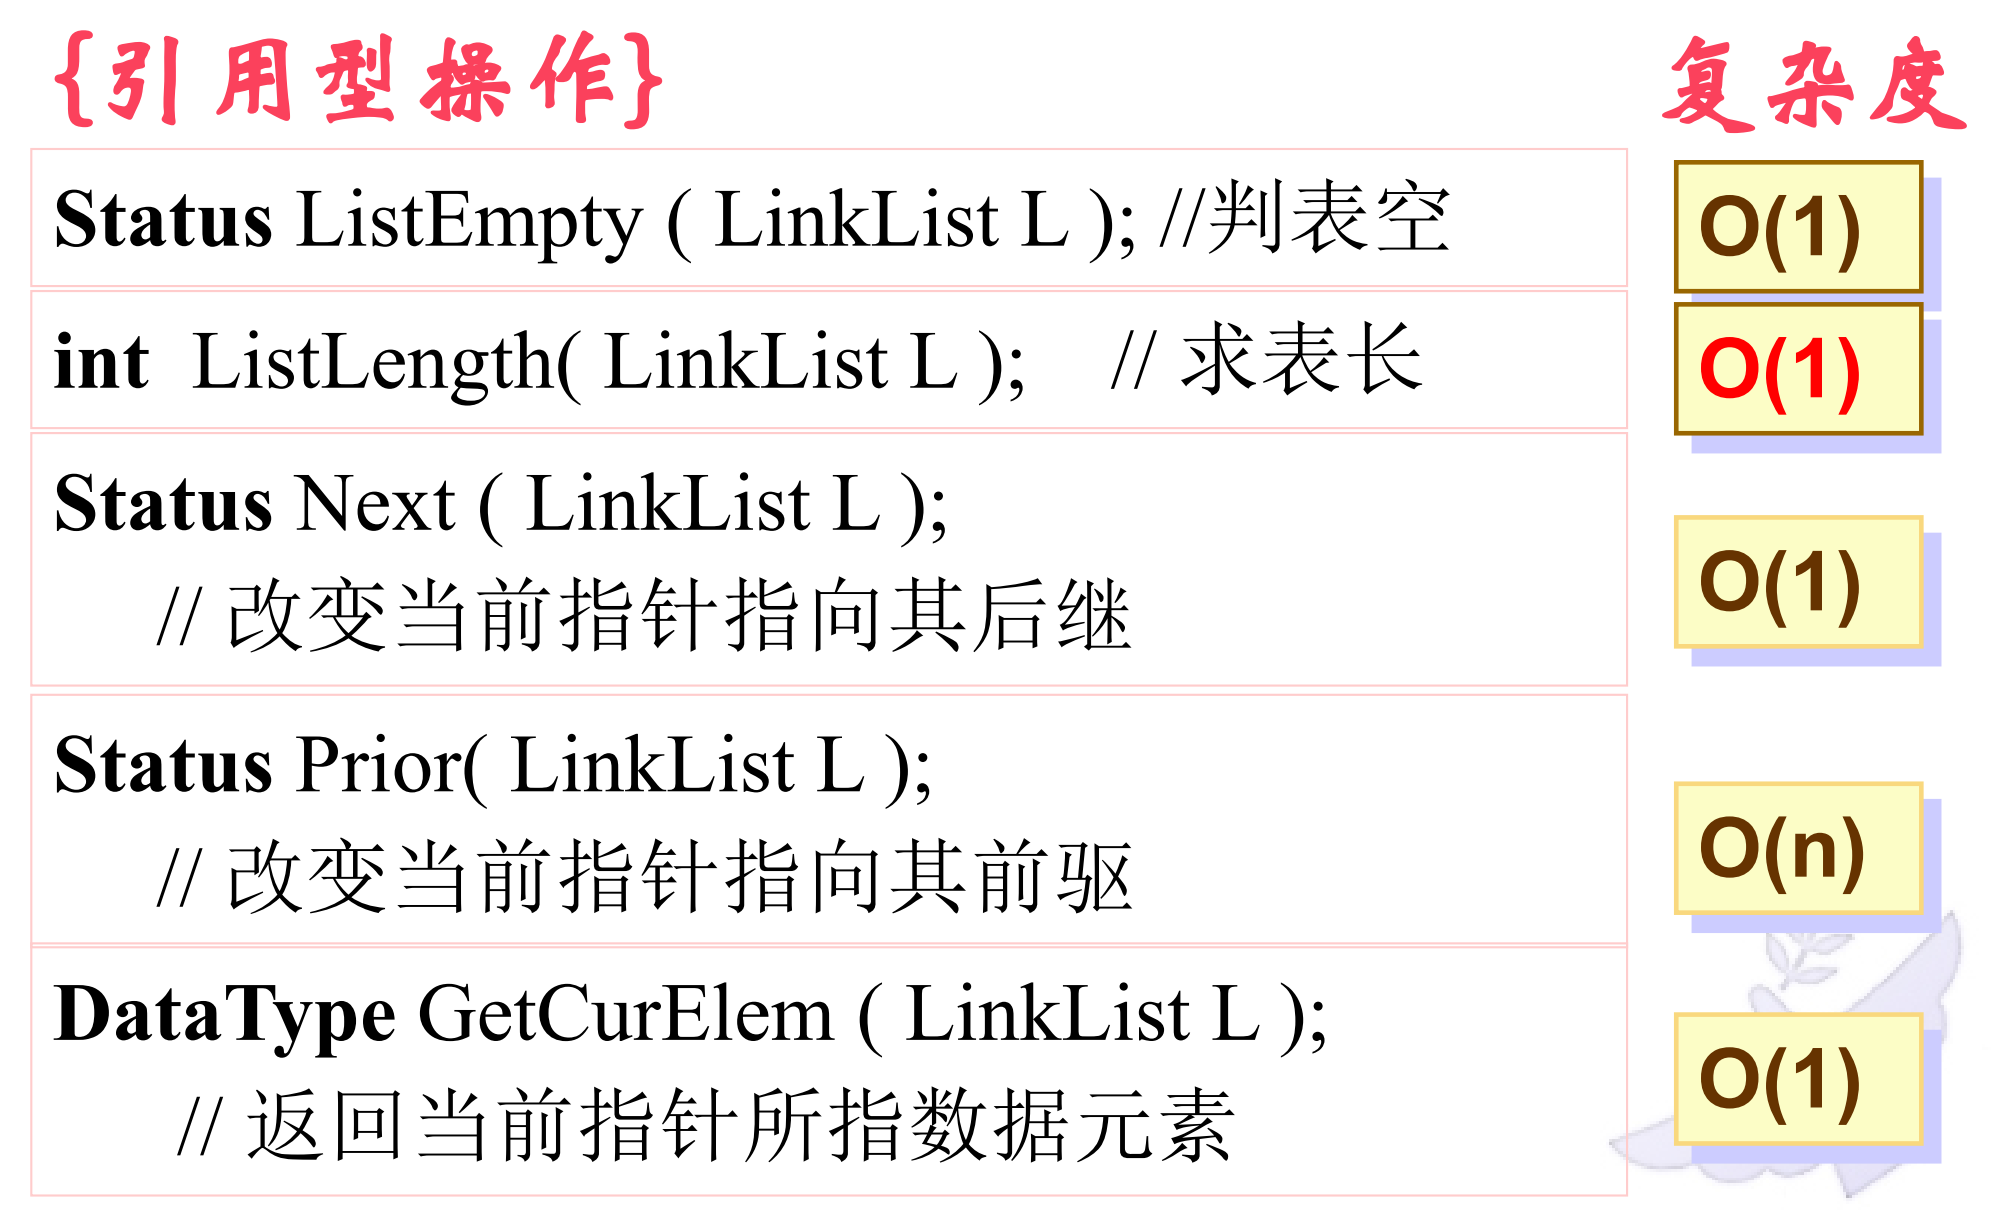 {引用型操作} 复杂度
Status ListEmpty ( LinkList L ); //判表空 O(1)
int ListLength( LinkList L ); // 求表长 O(1)
Status Next ( LinkList L );
// 改变当前指针指向其后继 O(1)
Status Prior( LinkList L );
// 改变当前指针指向其前驱 O(n)
DataType GetCurElem ( LinkList L );
// 返回当前指针所指数据元素 O(1)